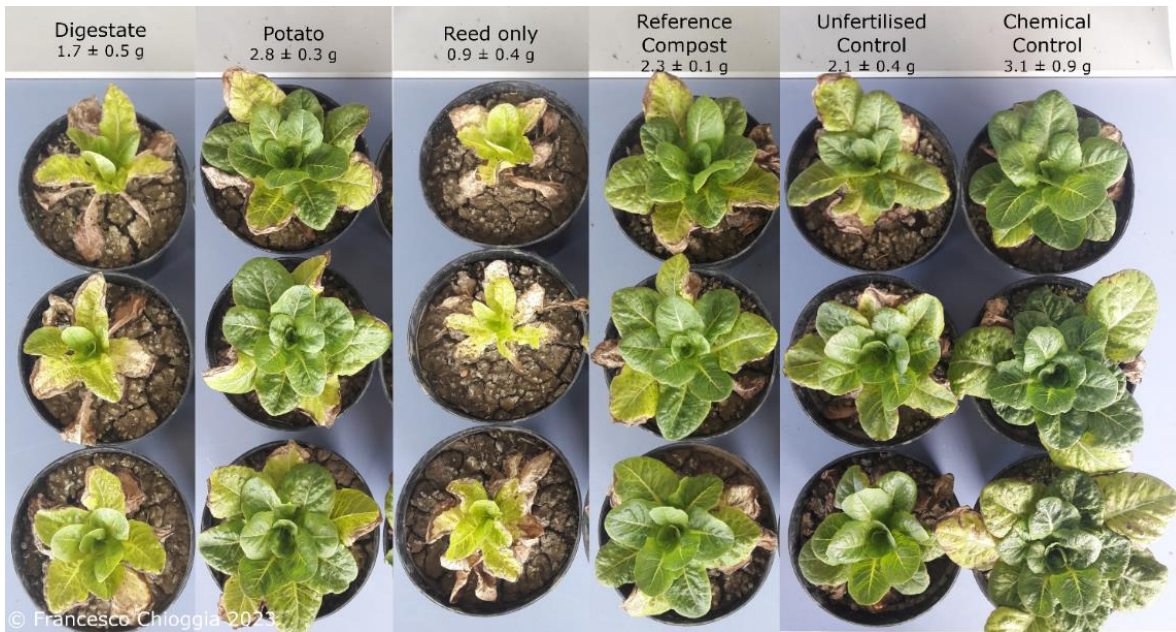 Digestate
1.7 ± 0.5 g
Potato
2.8 ± 0.3 g
Reed only
0.9 ± 0.4 g
Reference
Compost
2.3 ± 0.1 g
Unfertilised
Control
2.1 ± 0.4 g
Chemical
Control
3.1 ± 0.9 g
© Francesco Chioggia 2023